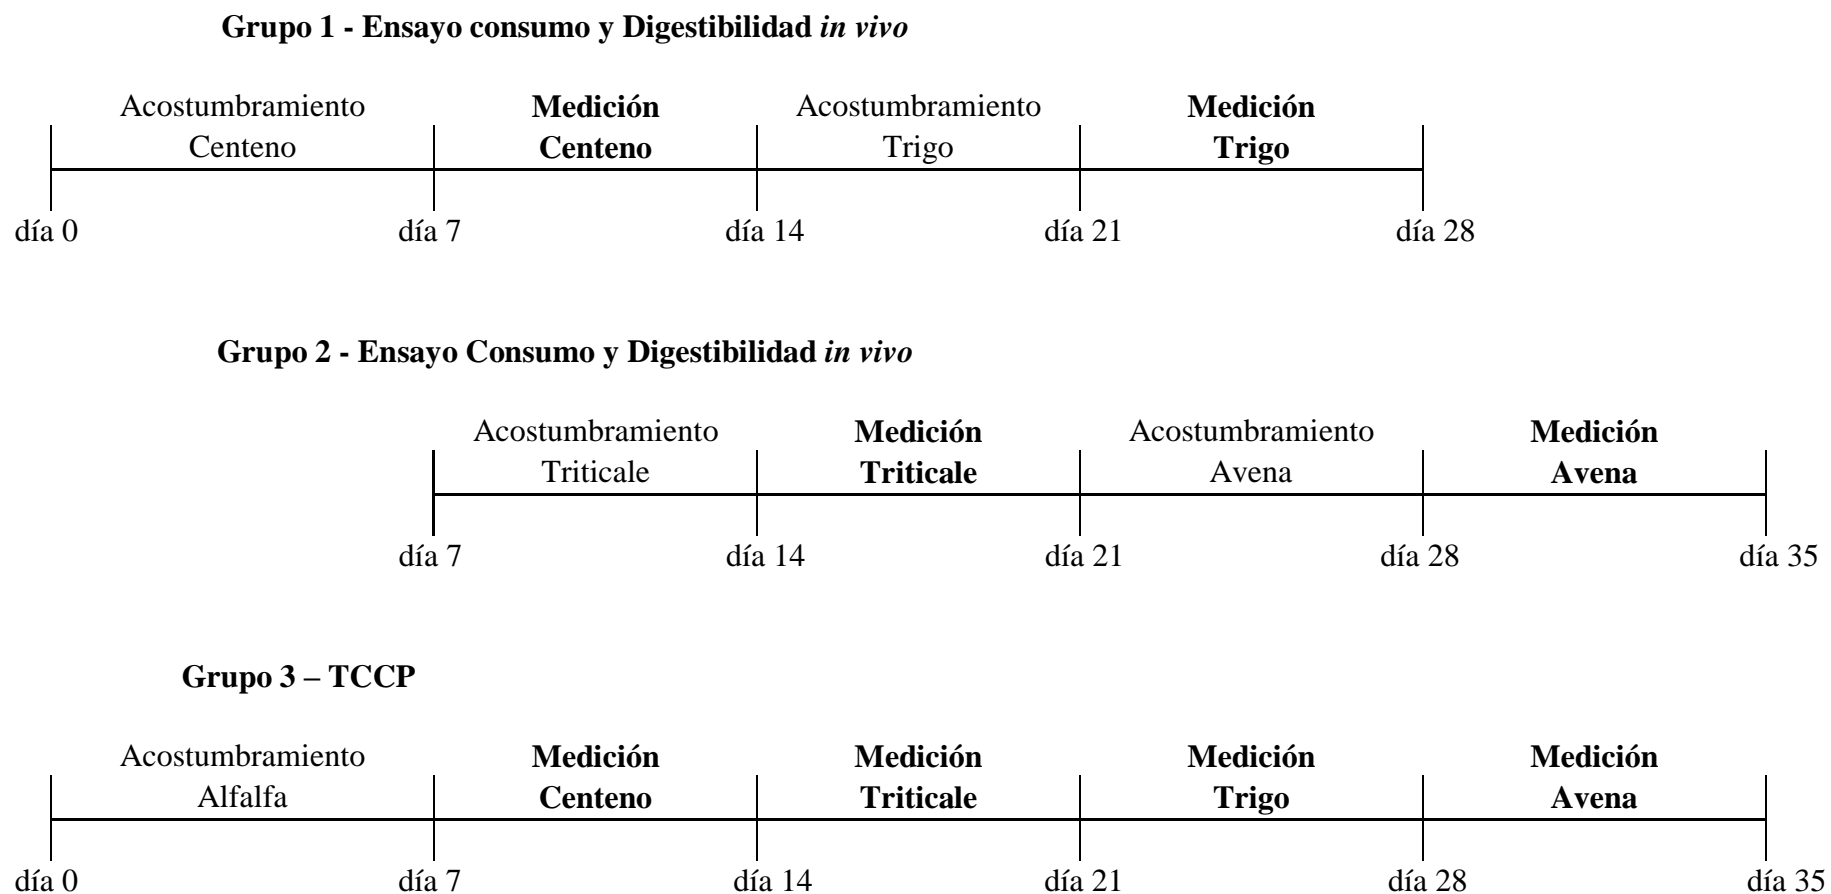 Grupo 1 - Ensayo consumo y Digestibilidad in vivo
Acostumbramiento Medición Acostumbramiento Medición
Centeno Centeno Trigo Trigo
día 0 día 7 día 14 día 21 día 28
Grupo 2 - Ensayo Consumo y Digestibilidad in vivo
Acostumbramiento Medición Acostumbramiento Medición
Triticale Triticale Avena Avena
día 7 día 14 día 21 día 28 día 35
Grupo 3 – TCCP
Acostumbramiento Medición Medición Medición Medición
Alfalfa Centeno Triticale Trigo Avena
día 0 día 7 día 14 día 21 día 28 día 35